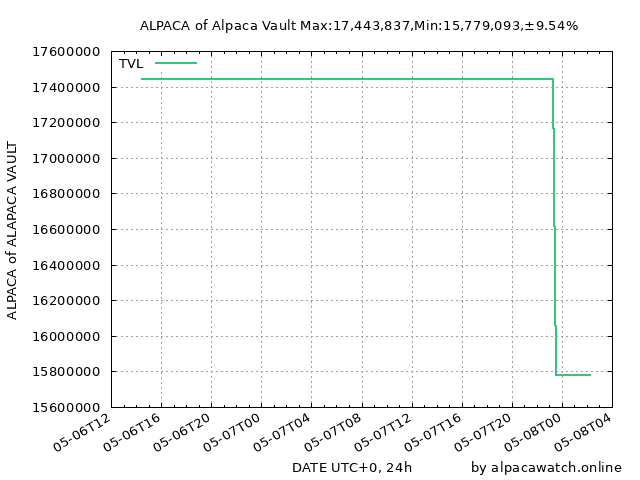 ALPACA of Alpaca Vault Max:17,443,837,Min:15,779,093,±9.54%
TVL
17600000
17400000
17200000
17000000
16800000
16600000
16400000
16200000
16000000
15800000
15600000
ALPACA of ALAPACA VAULT
05-06T12
05-06T16
05-06T20
05-07T00
05-07T04
05-07T08
05-07T12
05-07T16
05-07T20
05-08T00
05-08T04
DATE UTC+0, 24h
by alpacawatch.online